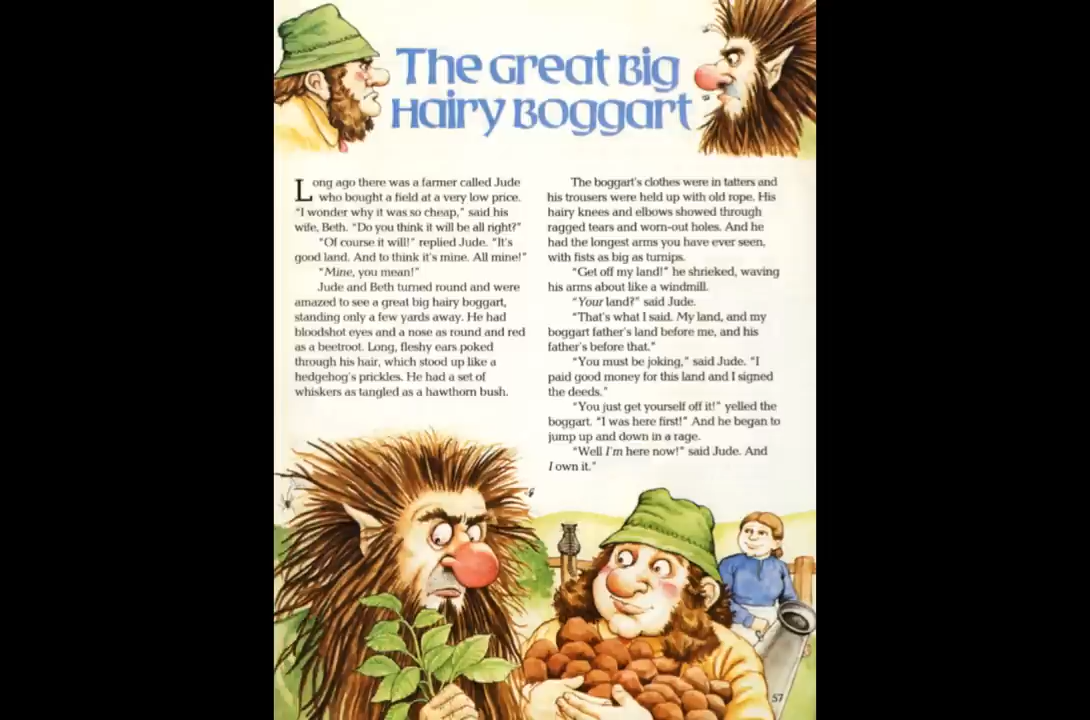 The Great Big
Hairy Boggart
Long ago there was a farmer called Jude
who bought a field at a very low price.
"I wonder why it was so cheap," said his
wife, Beth. "Do you think it will be all right?"
"Of course it will!" replied Jude. "It's
good land. And to think it's mine. All mine!"
"Mine, you mean!"
Jude and Beth turned round and were
amazed to see a great big hairy boggart,
standing only a few yards away. He had
bloodshot eyes and a nose as round and red
as a beetroot. Long, fleshy ears poked
through his hair, which stood up like a
hedgehog's prickles. He had a set of
whiskers as tangled as a hawthorn bush.
The boggart's clothes were in tatters and
his trousers were held up with old rope. His
hairy knees and elbows showed through
ragged tears and worn-out holes. And he
had the longest arms you have ever seen,
with fists as big as turnips.
"Get off my land!" he shrieked, waving
his arms about like a windmill.
"Your land?" said Jude.
"That's what I said. My land, and my
boggart father's land before me, and his
father's before that."
"You must be joking," said Jude. "I
paid good money for this land and I signed
the deeds."
"You just get yourself off it!" yelled the
boggart. "I was here first!" And he began to
jump up and down in a rage.
"Well I'm here now!" said Jude. And
I own it."
57